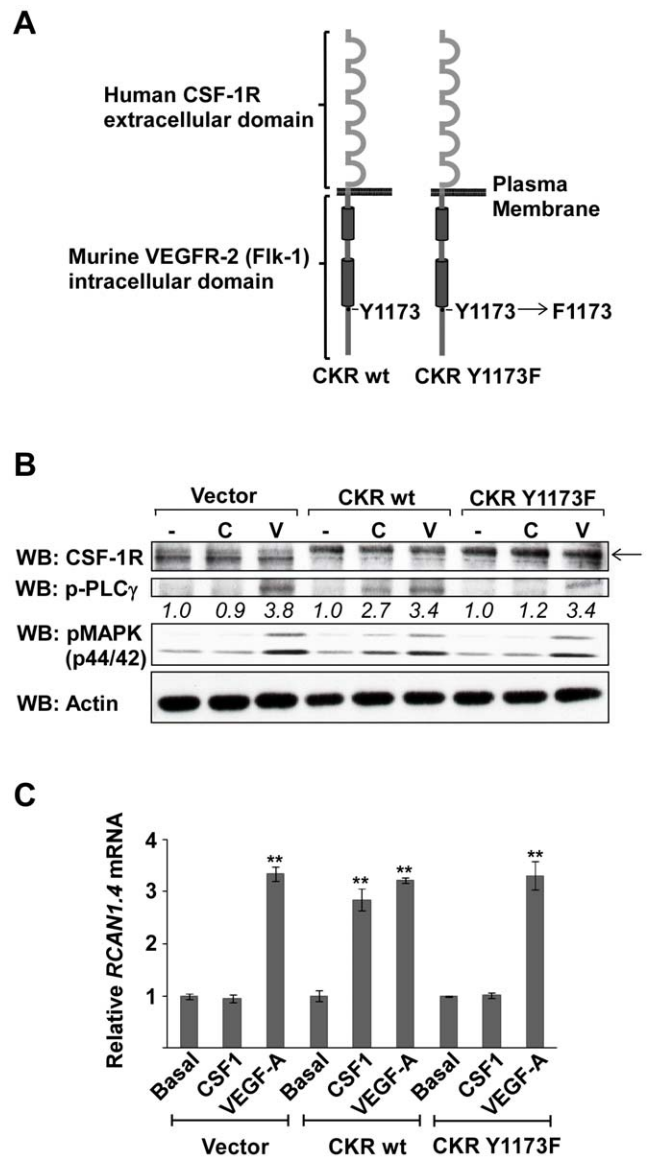 A
Human CSF-1R
extracellular domain
Plasma
Membrane
Murine VEGFR-2 (Flk-1)
intracellular domain
Y1173
Y1173 → F1173
CKR wt
CKR Y1173F
B
Vector CKR wt CKR Y1173F
- C V - C V - C V
WB: CSF-1R ←
WB: p-PLCγ
1.0 0.9 3.8 1.0 2.7 3.4 1.0 1.2 3.4
WB: pMAPK
(p44/42)
WB: Actin
C
Relative RCAN1.4 mRNA
4
3
2
1
** ** ** **
Basal CSF1 VEGF-A Basal CSF1 VEGF-A Basal CSF1 VEGF-A
Vector CKR wt CKR Y1173F